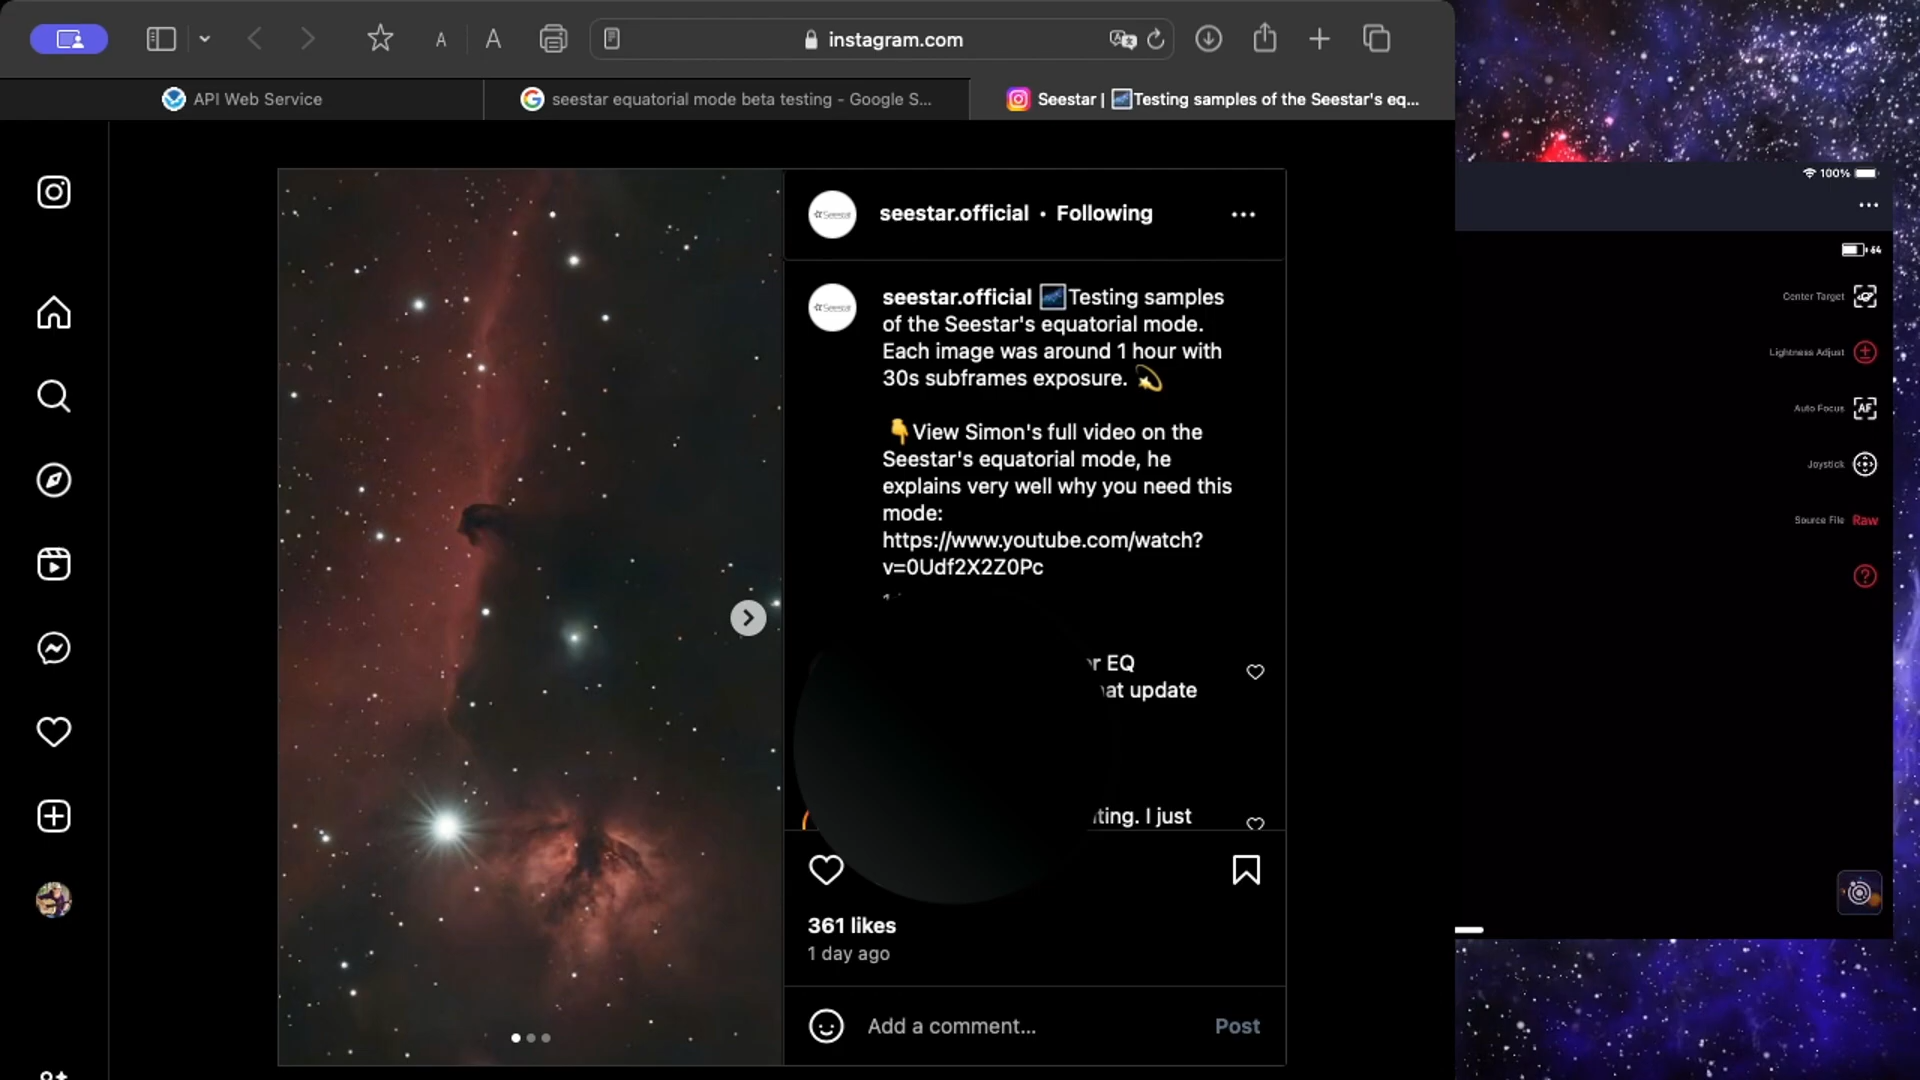 instagram.com
API Web Service
seestar equatorial mode beta testing - Google S...
Seestar | Testing samples of the Seestar's eq...
100%
64
seestar.official • Following
seestar.official Testing samples
of the Seestar's equatorial mode.
Each image was around 1 hour with
30s subframes exposure.
View Simon's full video on the
Seestar's equatorial mode, he
explains very well why you need this
mode:
https://www.youtube.com/watch?
v=0Udf2X2Z0Pc
EQ
update
I just
361 likes
1 day ago
Add a comment...
Post
Center Target
Lightness Adjust
Auto Focus AF
Joystick
Source File Raw